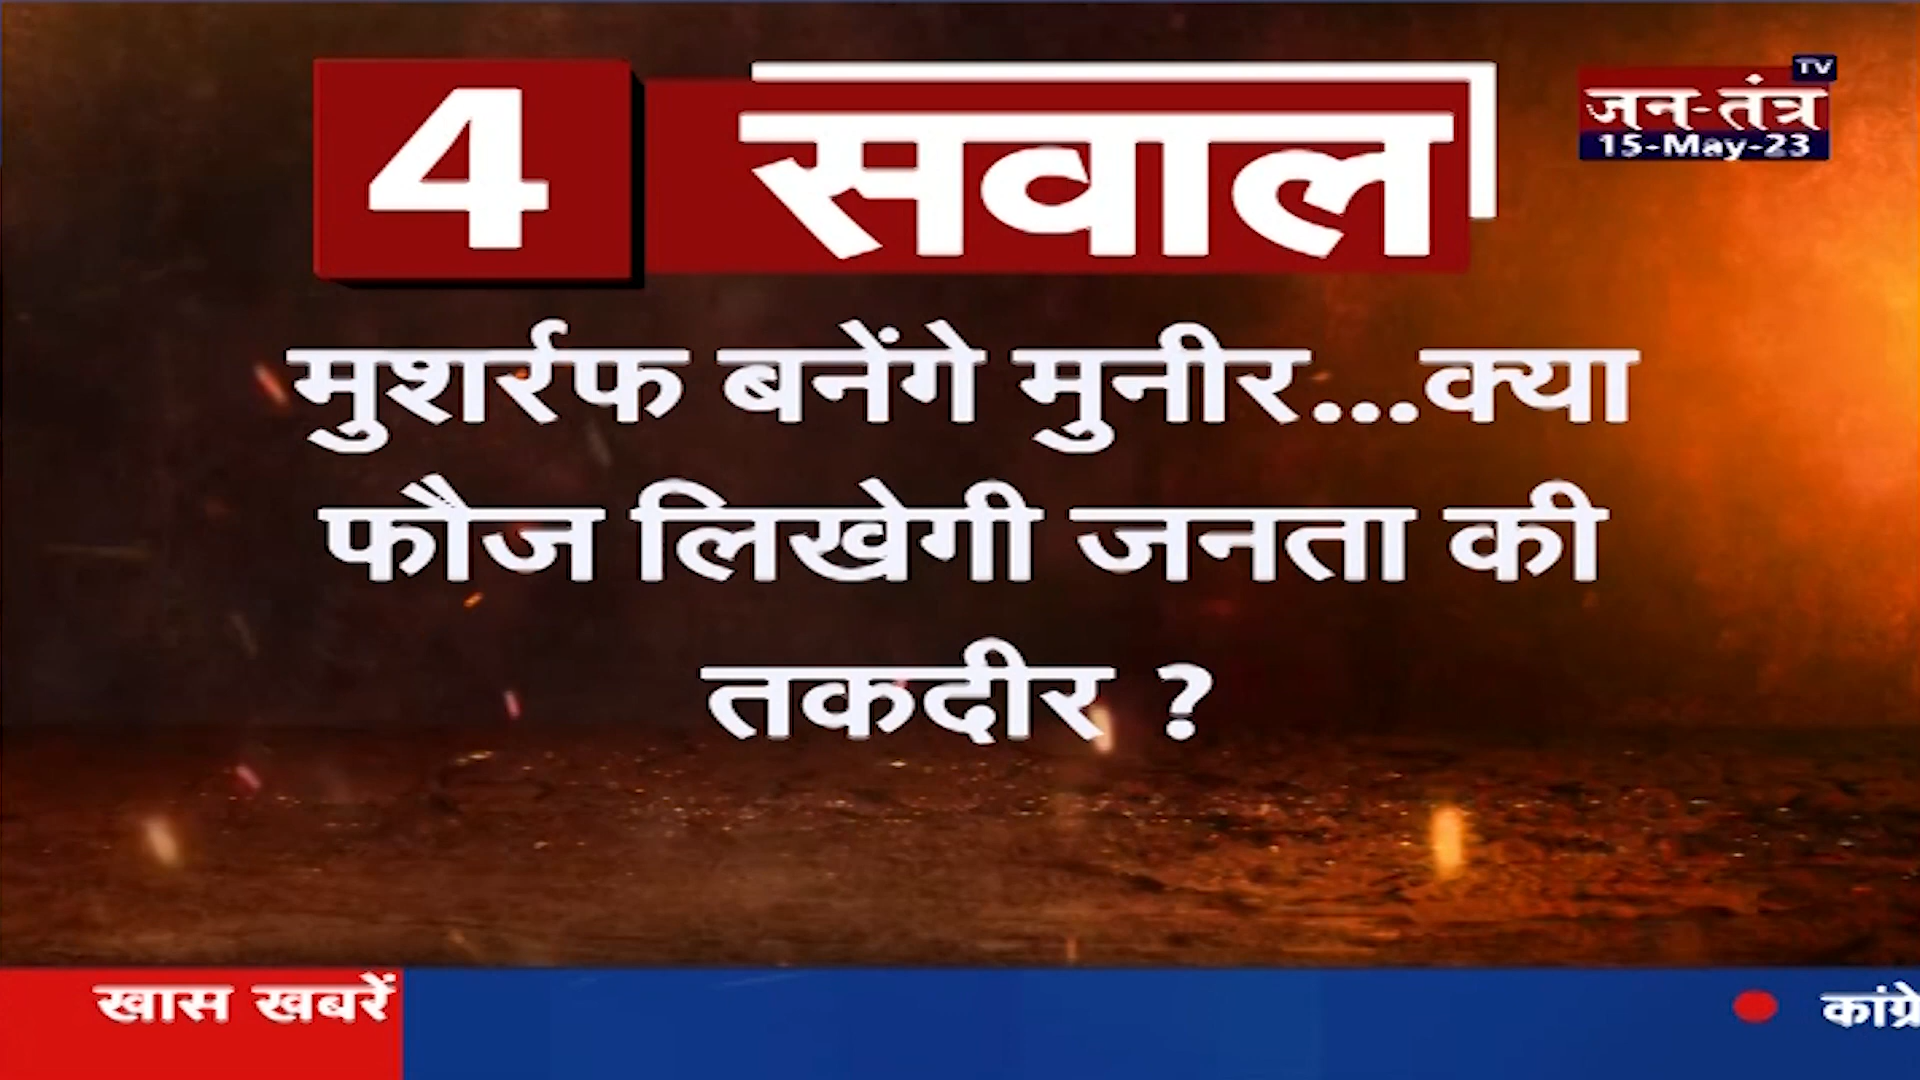 4 सवाल
TV
जन-तंत्र
15-May-23
मुशर्रफ बनेंगे मुनीर...क्या
फौज लिखेगी जनता की
तकदीर ?
खास खबरें